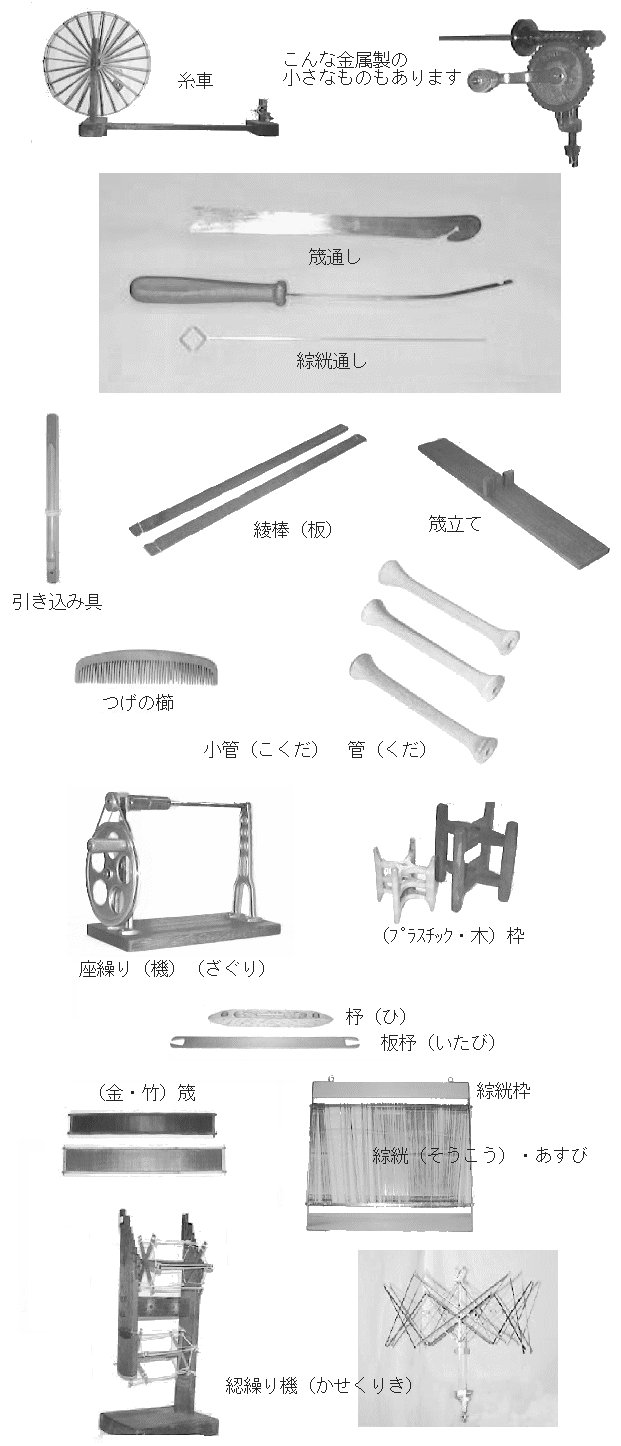 糸車
こんな金属製の
小さなものもあります
筬通し
綜絖通し
綾棒（板）
筬立て
引き込み具
つげの櫛
小管（こくだ）　管（くだ）
座繰り（機）（ざぐり）
（ﾌﾟﾗｽﾁｯｸ・木）枠
杼（ひ）
板杼（いたび）
（金・竹）筬
綜絖枠
綜絖（そうこう）・あすび
綛繰り機（かせくりき）